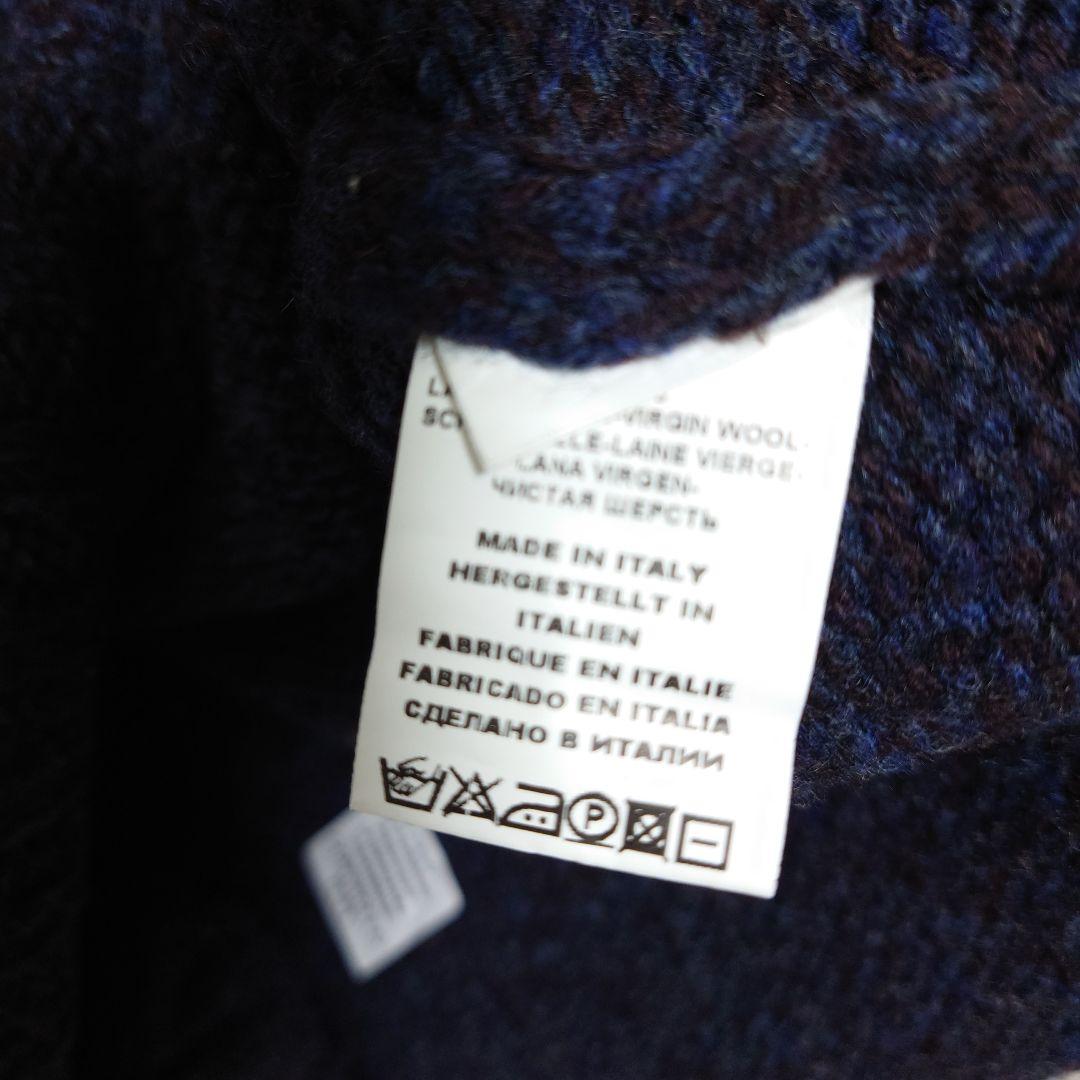 VIRGIN WOOL-
LE-LAINE VIERGE-
LANA VIRGEN-
ЧИСТАЯ ШЕРСТЬ
MADE IN ITALY
HERGESTELLT IN
ITALIEN
FABRIQUE EN ITALIE
FABRICADO EN ITALIA
СДЕЛАНО В ИТАЛИИ
P